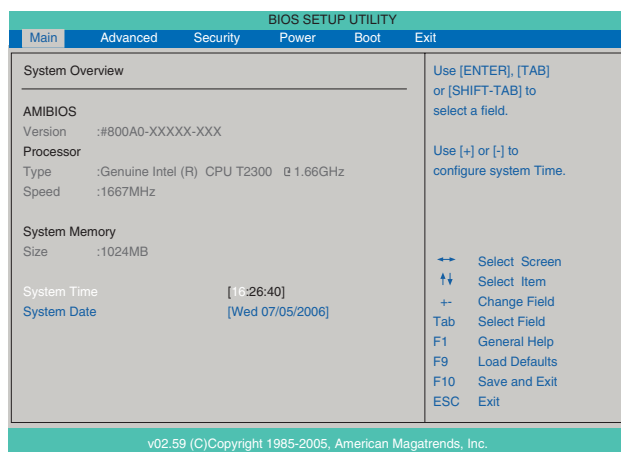 BIOS SETUP UTILITY
Main Advanced Security Power Boot Exit
System Overview
AMIBIOS
Version :#800A0-XXXXX-XXX
Processor
Type :Genuine Intel (R) CPU T2300 @ 1.66GHz
Speed :1667MHz
System Memory
Size :1024MB
System Time [16:26:40]
System Date [Wed 07/05/2006]
Use [ENTER], [TAB]
or [SHIFT-TAB] to
select a field.
Use [+] or [-] to
configure system Time.
↔ Select Screen
↑↓ Select Item
+- Change Field
Tab Select Field
F1 General Help
F9 Load Defaults
F10 Save and Exit
ESC Exit
v02.59 (C)Copyright 1985-2005, American Magatrends, Inc.